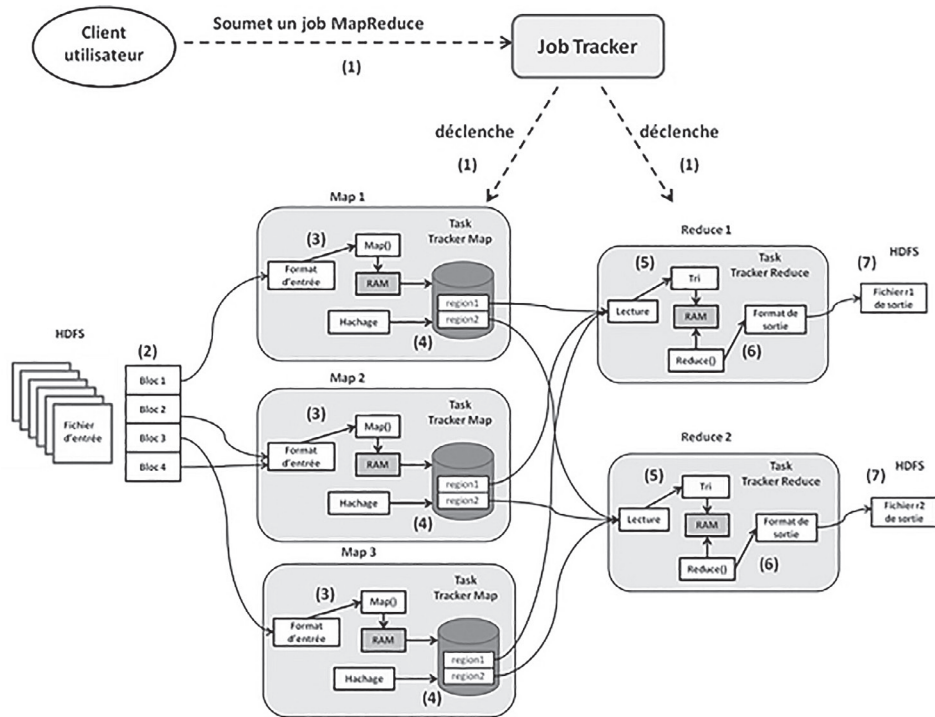 Client
utilisateur
Soumet un job MapReduce
(1)
Job Tracker
déclenche
(1)
déclenche
(1)
Map 1
(3)
Map()
Task
Tracker Map
Format
d'entrée
RAM
region1
region2
Hachage
(4)
HDFS
(2)
Fichier
d'entrée
Bloc 1
Bloc 2
Bloc 3
Bloc 4
Map 2
(3)
Map()
Task
Tracker Map
Format
d'entrée
RAM
region1
region2
Hachage
(4)
Map 3
(3)
Map()
Task
Tracker Map
Format
d'entrée
RAM
region1
region2
Hachage
(4)
Reduce 1
(5)
Tri
Task
Tracker Reduce
Lecture
RAM
Format de
sortie
Reduce()
(6)
(7)
HDFS
Fichier r1
de sortie
Reduce 2
(5)
Tri
Task
Tracker Reduce
Lecture
RAM
Format de
sortie
Reduce()
(6)
(7)
HDFS
Fichier r2
de sortie